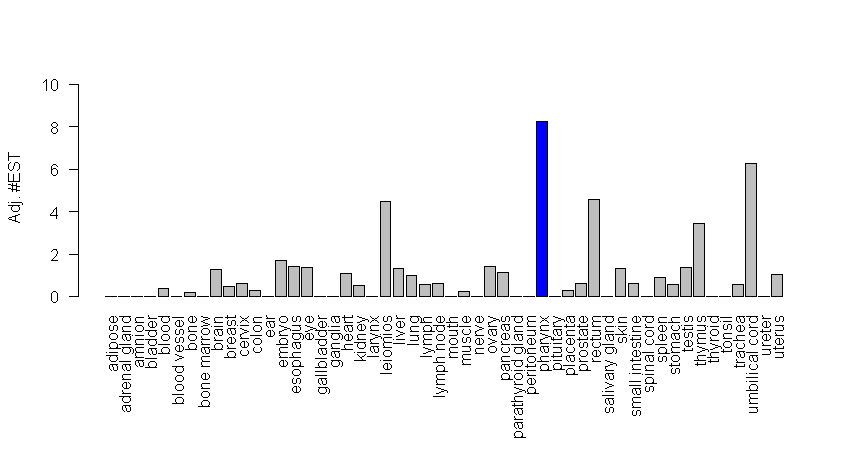 10
8
6
4
2
0
Adj. #EST
adipose
adrenal gland
amnion
bladder
blood
blood vessel
bone
bone marrow
brain
breast
cervix
colon
ear
embryo
esophagus
eye
gallbladder
ganglia
heart
kidney
larynx
leiomios
liver
lung
lymph
lymph node
mouth
muscle
nerve
ovary
pancreas
parathyroid gland
peritoneum
pharynx
pituitary
placenta
prostate
rectum
salivary gland
skin
small intestine
spinal cord
spleen
stomach
testis
thymus
thyroid
tonsil
trachea
umbilical cord
ureter
uterus